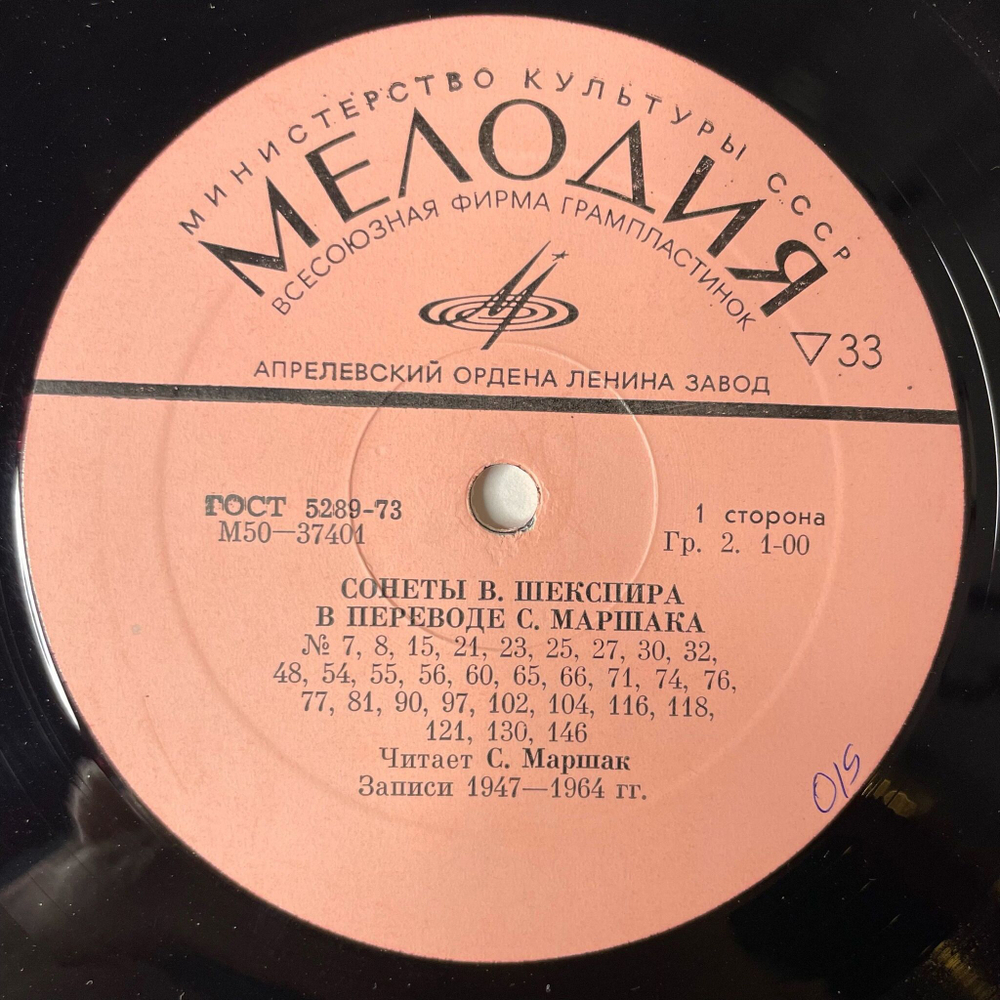 МИНИСТЕРСТВО КУЛЬТУРЫ СССР
МЕЛОДИЯ
ВСЕСОЮЗНАЯ ФИРМА ГРАМПЛАСТИНОК
▽33
АПРЕЛЕВСКИЙ ОРДЕНА ЛЕНИНА ЗАВОД
ГОСТ 5289-73
М50—37401
1 сторона
Гр. 2. 1-00
СОНЕТЫ В. ШЕКСПИРА
В ПЕРЕВОДЕ С. МАРШАКА
№ 7, 8, 15, 21, 23, 25, 27, 30, 32,
48, 54, 55, 56, 60, 65, 66, 71, 74, 76,
77, 81, 90, 97, 102, 104, 116, 118,
121, 130, 146
Читает С. Маршак
Записи 1947—1964 гг.